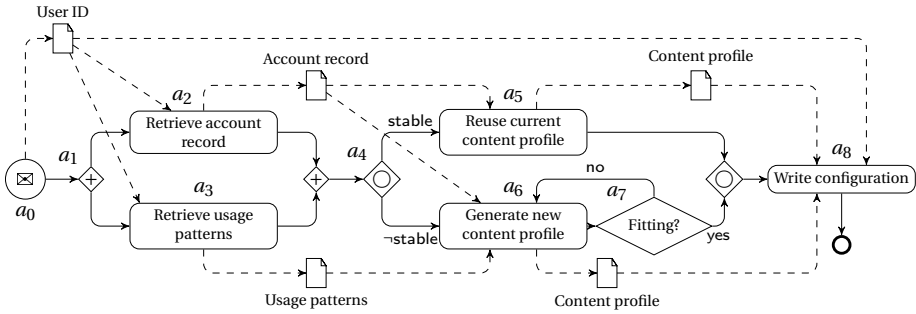 User ID
Account record
Content profile
a2
a5
Retrieve account
record
stable
Reuse current
content profile
a1
a4
a8
+
+
no
Write configuration
a0
a3
a6
a7
Retrieve usage
patterns
Generate new
content profile
Fitting?
¬stable
yes
Usage patterns
Content profile